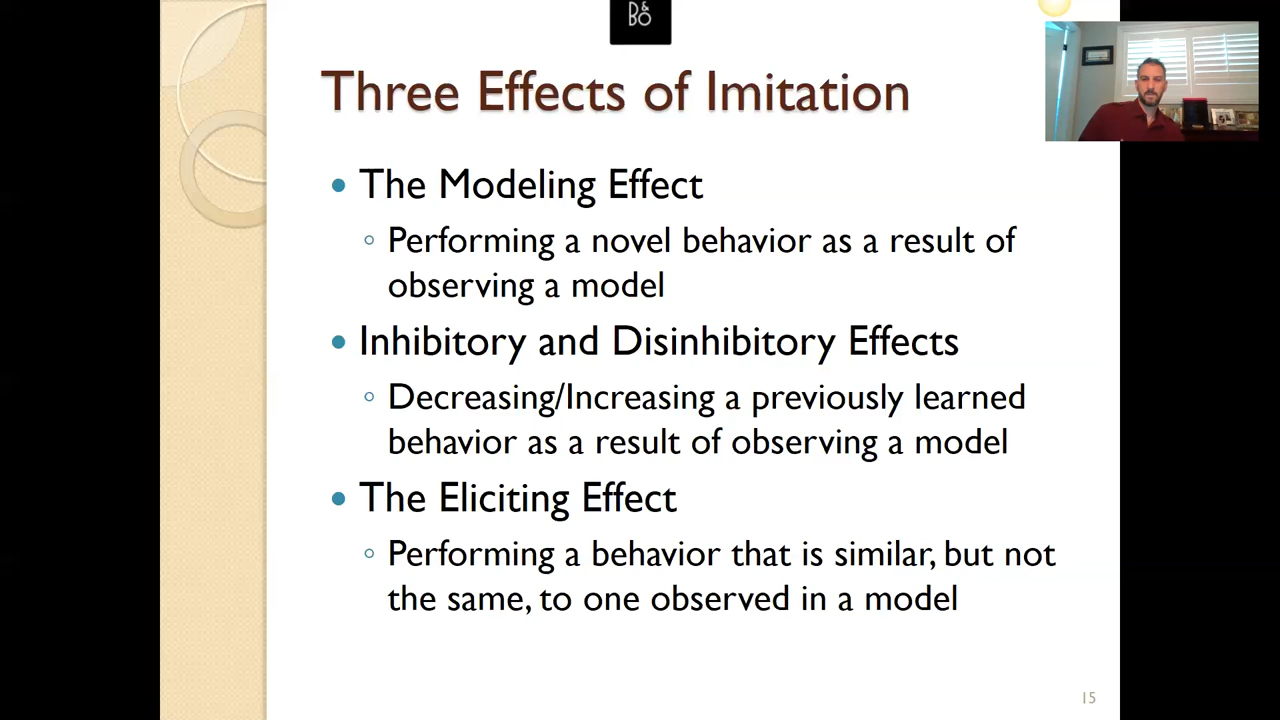 B&
BO
Three Effects of Imitation
• The Modeling Effect
◦ Performing a novel behavior as a result of
observing a model
• Inhibitory and Disinhibitory Effects
◦ Decreasing/Increasing a previously learned
behavior as a result of observing a model
• The Eliciting Effect
◦ Performing a behavior that is similar, but not
the same, to one observed in a model
15